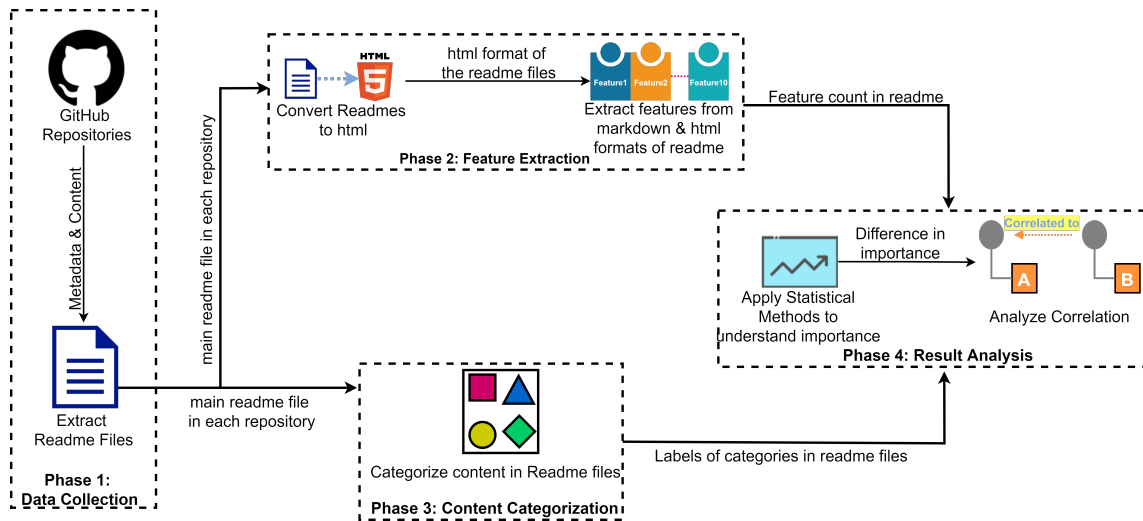 GitHub
Repositories
Metadata & Content
Extract
Readme Files
Phase 1:
Data Collection
main readme file in each repository
main readme file
in each repository
HTML
5
Convert Readmes
to html
html format of
the readme files
Feature1
Feature2
Feature10
Extract features from
markdown & html
formats of readme
Phase 2: Feature Extraction
Feature count in readme
Categorize content in Readme files
Phase 3: Content Categorization
Labels of categories in readme files
Apply Statistical
Methods to
understand importance
Difference in
importance
Correlated to
A
B
Analyze Correlation
Phase 4: Result Analysis